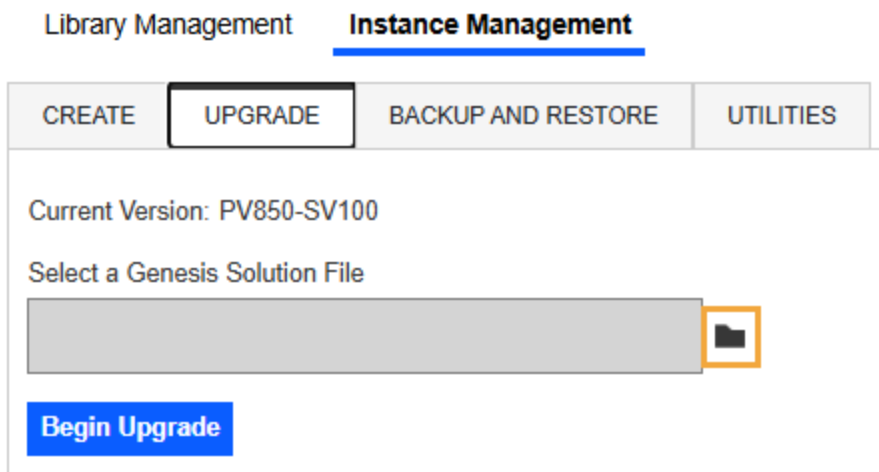 Library Management Instance Management
CREATE UPGRADE BACKUP AND RESTORE UTILITIES
Current Version: PV850-SV100
Select a Genesis Solution File
Begin Upgrade